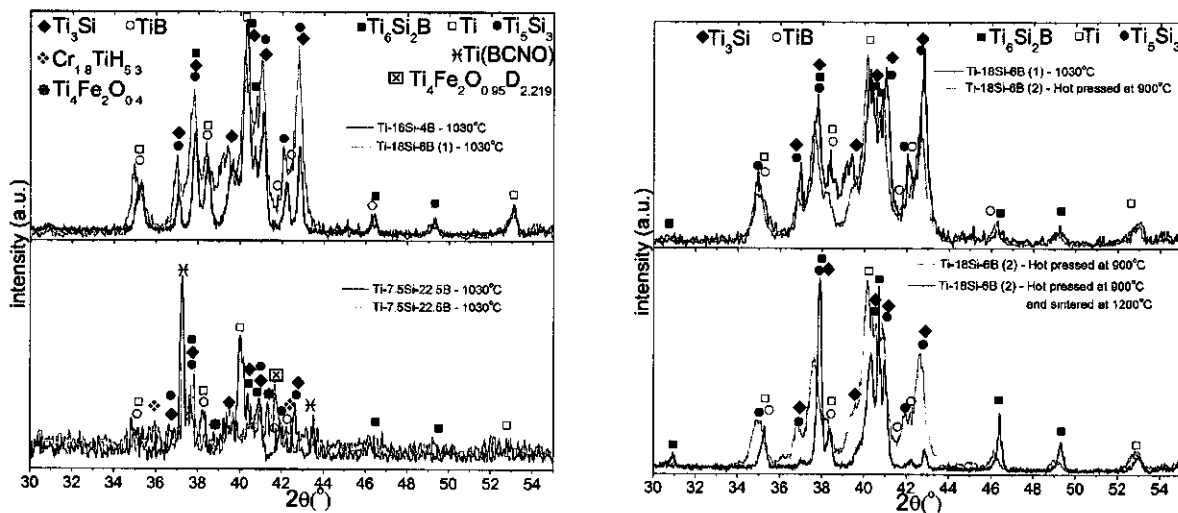 Ti3Si TiB Ti6Si2B Ti Ti5Si3
Cr18TiH53 Ti(BCNO)
Ti4Fe2O04 Ti4Fe2O0.95D2.219
Ti-16Si-4B - 1030°C
Ti-18Si-6B (1) - 1030°C
Ti-7.5Si-22.5B - 1030°C
Ti-7.5Si-22.5B - 1030°C
intensity (a.u.)
30 32 34 36 38 40 42 44 46 48 50 52 54
2θ(°)
Ti3Si TiB Ti6Si2B Ti Ti5Si3
Ti-18Si-6B (1) - 1030°C
Ti-18Si-6B (2) - Hot pressed at 900°C
Ti-18Si-6B (2) - Hot pressed at 900°C
Ti-18Si-6B (2) - Hot pressed at 900°C
and sintered at 1200°C
intensity (a.u.)
30 32 34 36 38 40 42 44 46 48 50 52 54
2θ(°)